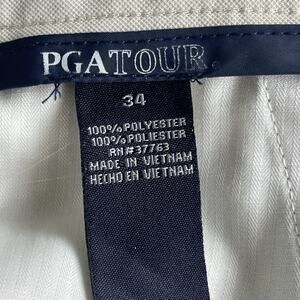 PGATOUR
34
100% POLYESTER
100% POLIESTER
RN#37763
MADE IN VIETNAM
HECHO EN VIETNAM